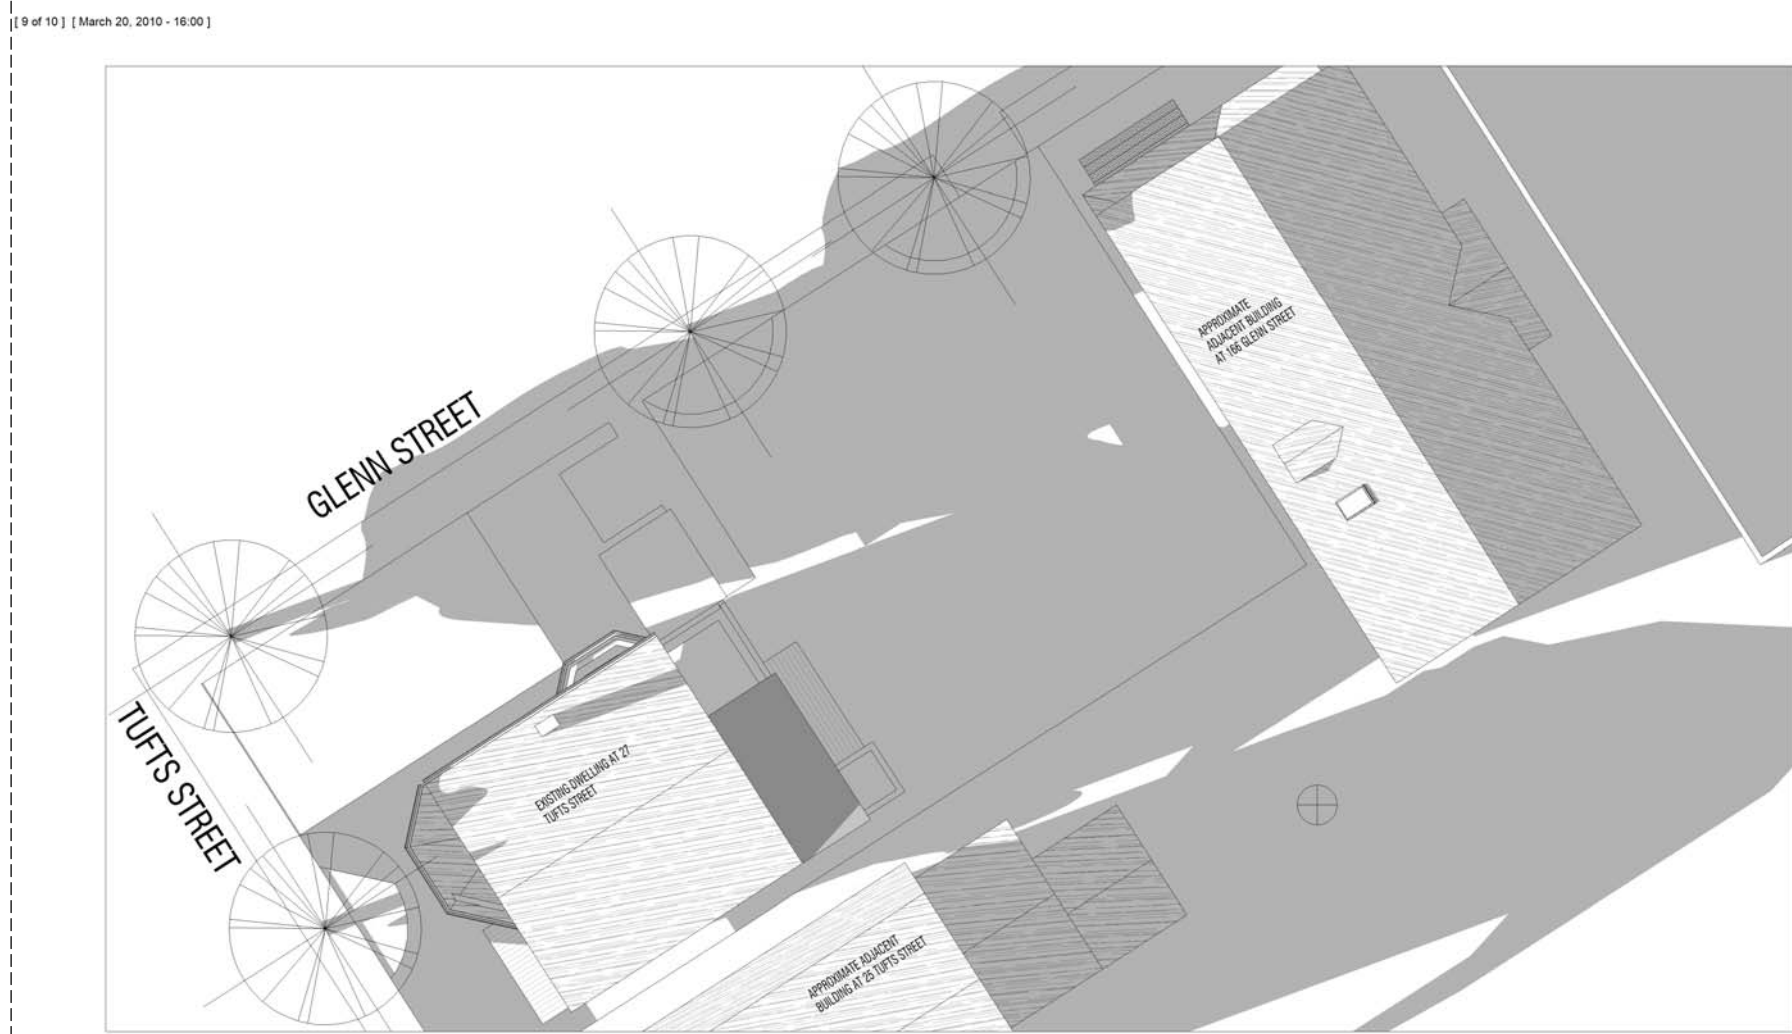 [ 9 of 10 ] [ March 20, 2010 - 16:00 ]
GLENN STREET
APPROXIMATE
ADJACENT BUILDING
AT 166 GLENN STREET
TUFTS STREET
EXISTING DWELLING AT 27
TUFTS STREET
APPROXIMATE ADJACENT
BUILDING AT 25 TUFTS STREET